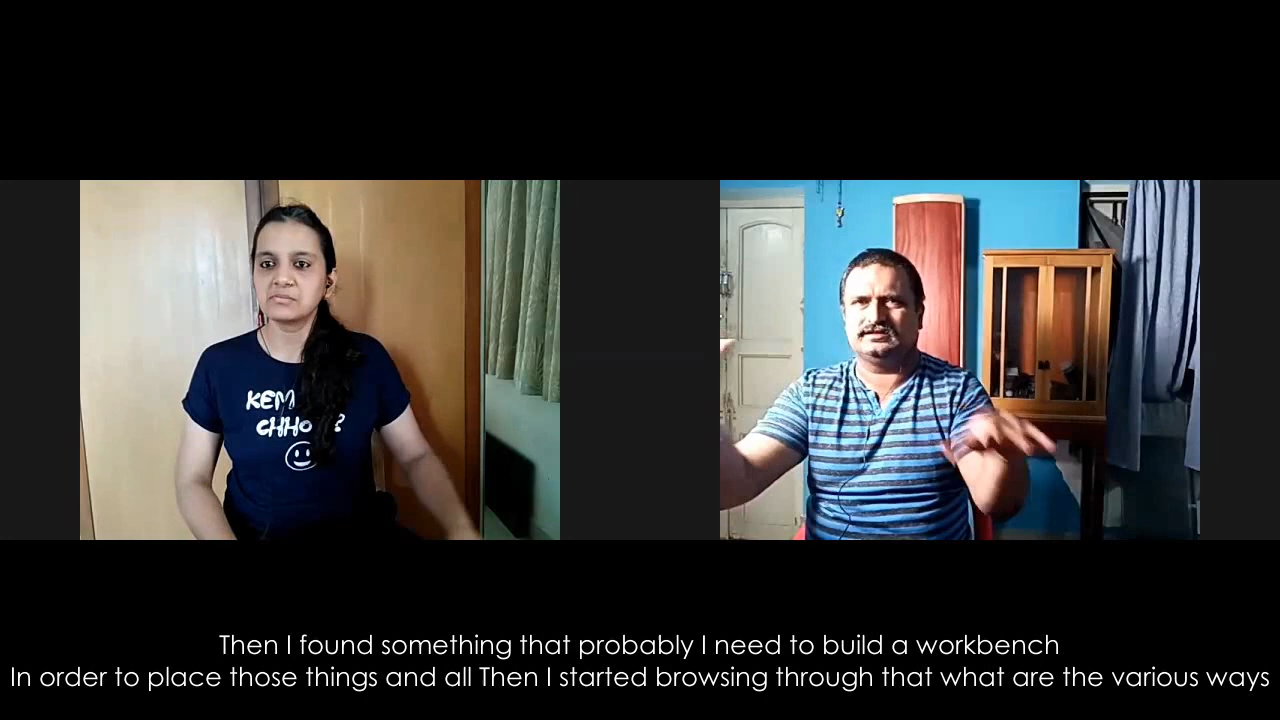 KEM
CHHO ?
Then I found something that probably I need to build a workbench
In order to place those things and all Then I started browsing through that what are the various ways